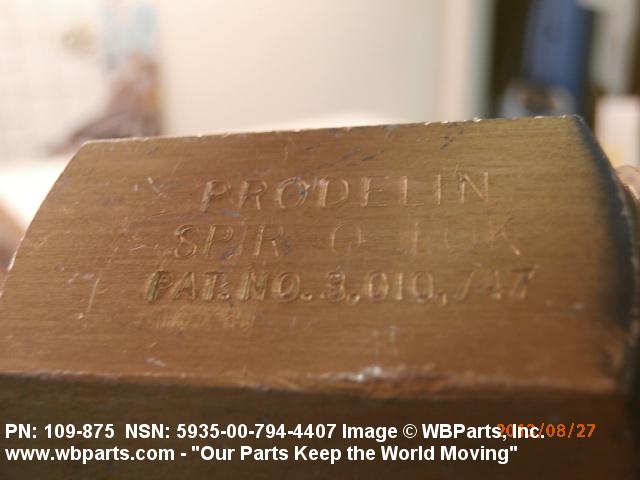 PRODELIN
SPIR O LOK
PAT. NO. 3,010,747
PN: 109-875 NSN: 5935-00-794-4407 Image © WBParts, Inc.
2013/08/27
www.wbparts.com - "Our Parts Keep the World Moving"